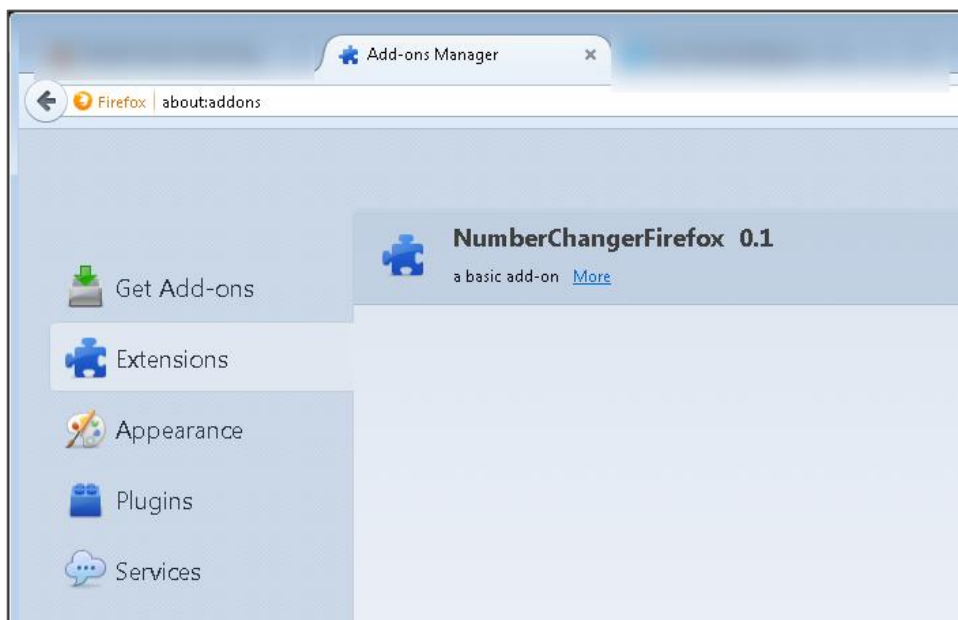 Add-ons Manager
Firefox about:addons
NumberChangerFirefox 0.1
a basic add-on More
Get Add-ons
Extensions
Appearance
Plugins
Services